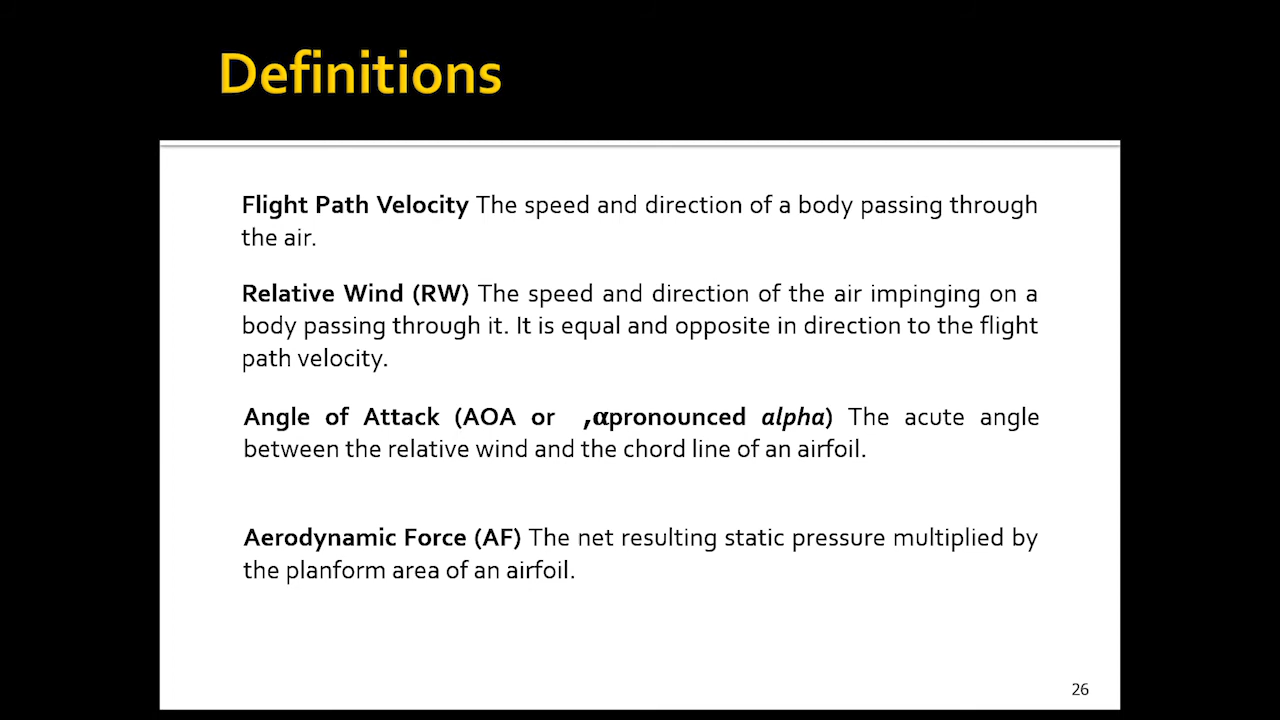 Definitions
Flight Path Velocity The speed and direction of a body passing through
the air.
Relative Wind (RW) The speed and direction of the air impinging on a
body passing through it. It is equal and opposite in direction to the flight
path velocity.
Angle of Attack (AOA or ,αpronounced alpha) The acute angle
between the relative wind and the chord line of an airfoil.
Aerodynamic Force (AF) The net resulting static pressure multiplied by
the planform area of an airfoil.
26